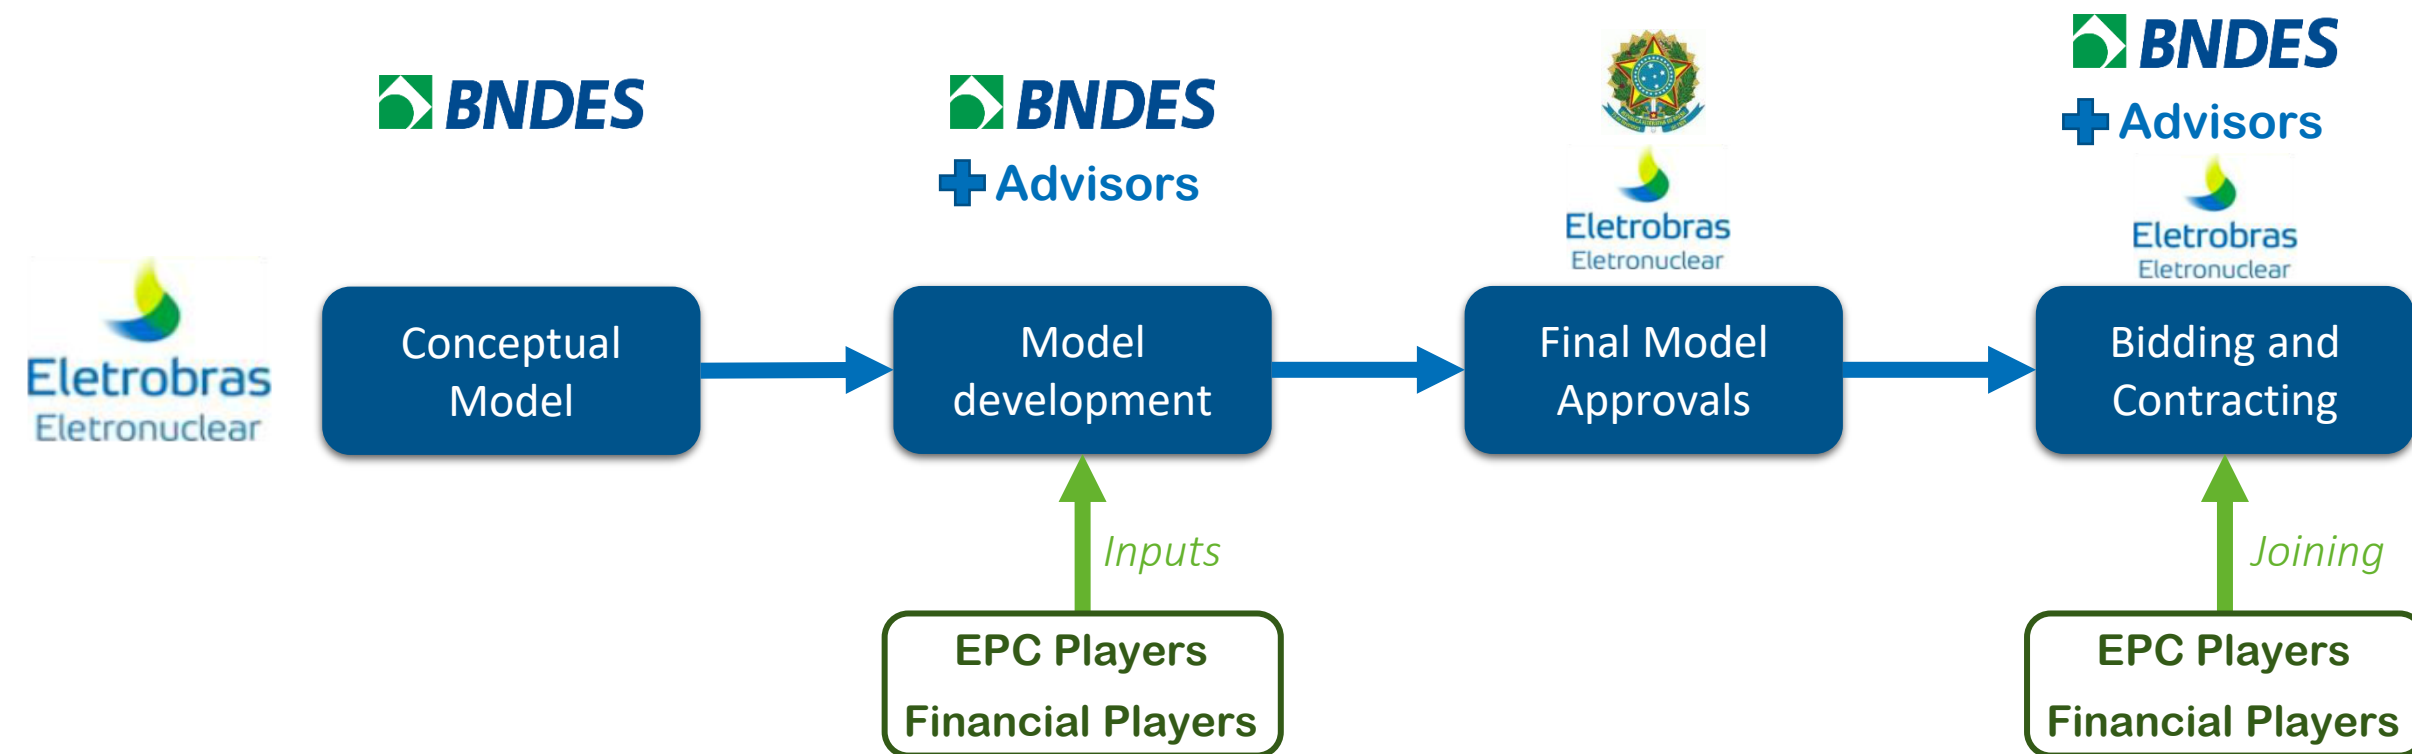 Eletrobras
Eletronuclear
BNDES
Conceptual
Model
BNDES
Advisors
Model
development
Inputs
EPC Players
Financial Players
Eletrobras
Eletronuclear
Final Model
Approvals
BNDES
Advisors
Eletrobras
Eletronuclear
Bidding and
Contracting
Joining
EPC Players
Financial Players